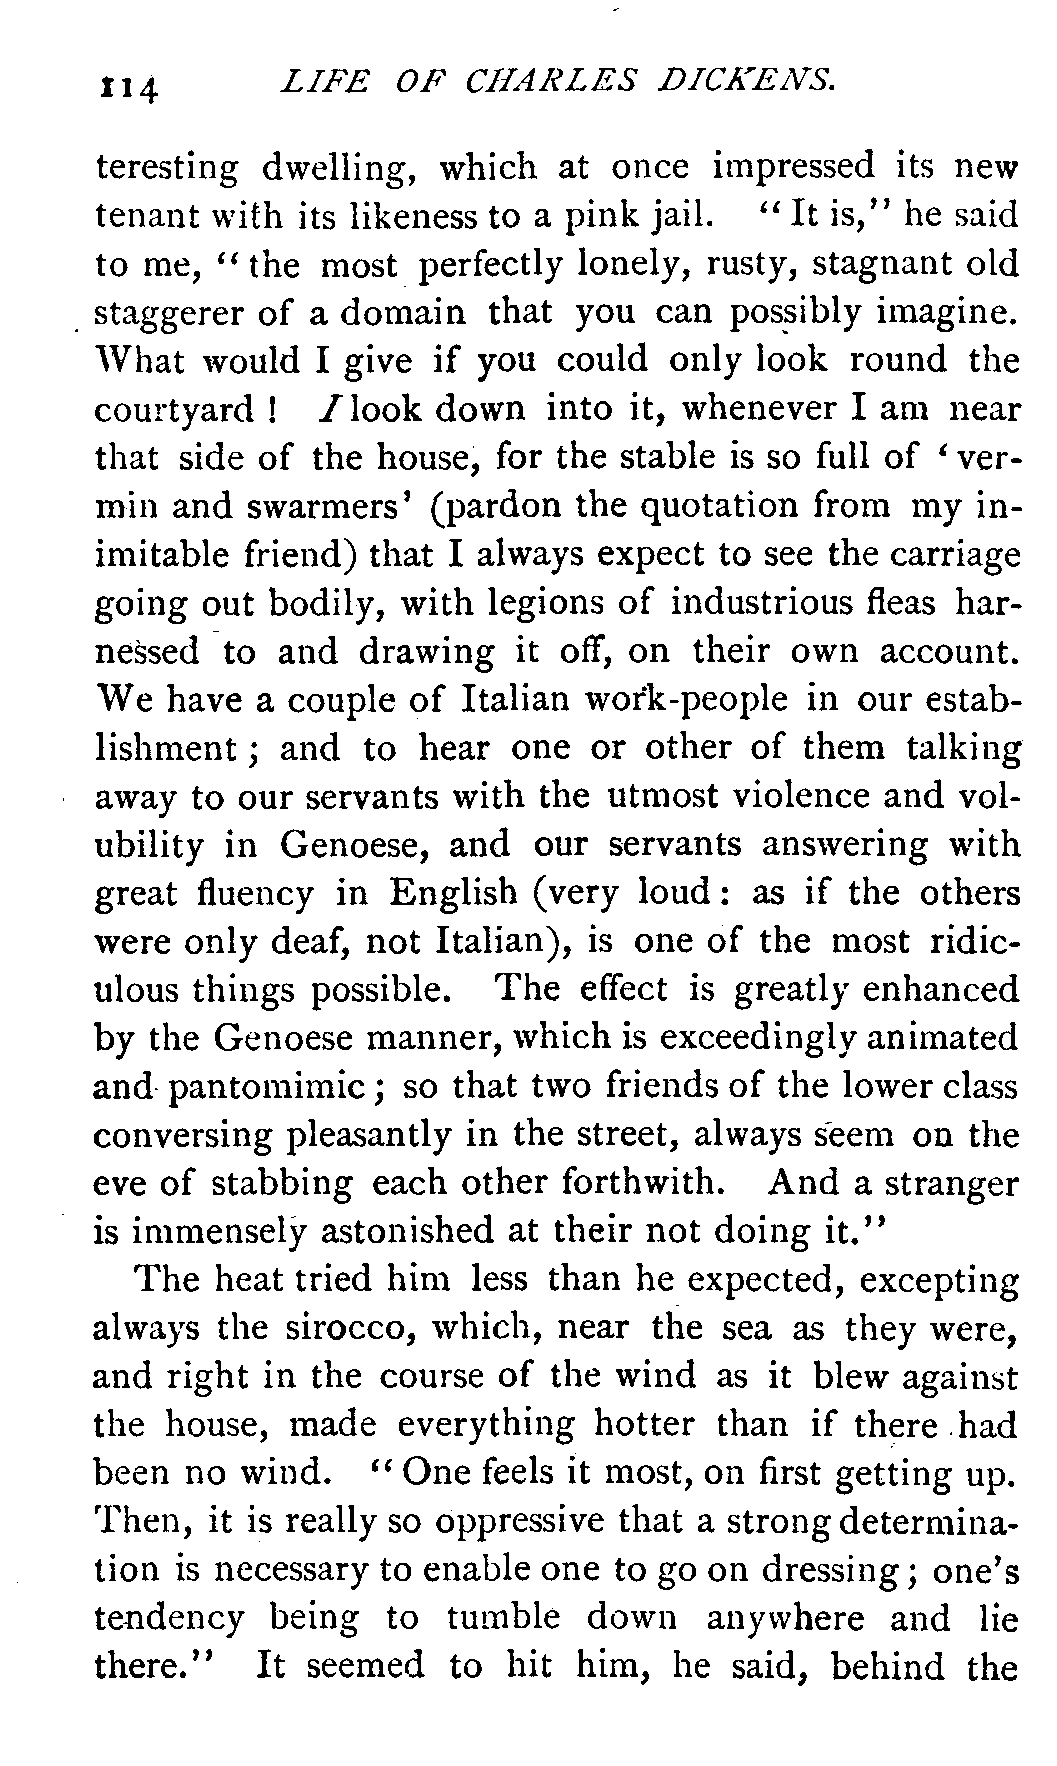 114 LIFE OF CHARLES DICKENS.
teresting dwelling, which at once impressed its new
tenant with its likeness to a pink jail. "It is," he said
to me, "the most perfectly lonely, rusty, stagnant old
staggerer of a domain that you can possibly imagine.
What would I give if you could only look round the
courtyard! I look down into it, whenever I am near
that side of the house, for the stable is so full of 'ver-
min and swarmers' (pardon the quotation from my in-
imitable friend) that I always expect to see the carriage
going out bodily, with legions of industrious fleas har-
nessed to and drawing it off, on their own account.
We have a couple of Italian work-people in our estab-
lishment; and to hear one or other of them talking
away to our servants with the utmost violence and vol-
ubility in Genoese, and our servants answering with
great fluency in English (very loud: as if the others
were only deaf, not Italian), is one of the most ridic-
ulous things possible. The effect is greatly enhanced
by the Genoese manner, which is exceedingly animated
and pantomimic; so that two friends of the lower class
conversing pleasantly in the street, always seem on the
eve of stabbing each other forthwith. And a stranger
is immensely astonished at their not doing it."
The heat tried him less than he expected, excepting
always the sirocco, which, near the sea as they were,
and right in the course of the wind as it blew against
the house, made everything hotter than if there had
been no wind. "One feels it most, on first getting up.
Then, it is really so oppressive that a strong determina-
tion is necessary to enable one to go on dressing; one's
tendency being to tumble down anywhere and lie
there." It seemed to hit him, he said, behind the